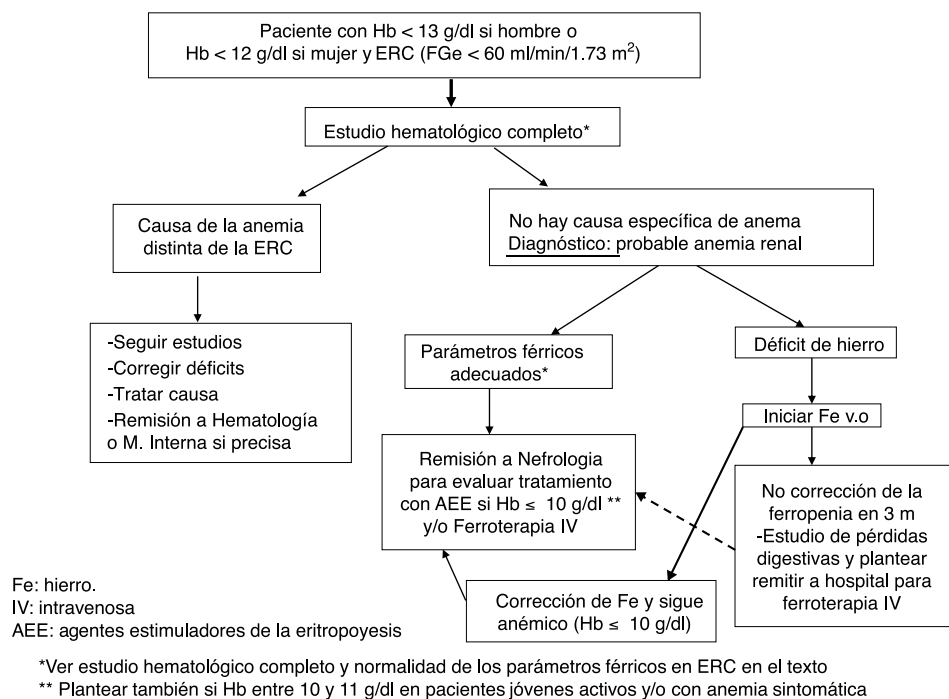 Paciente con Hb < 13 g/dl si hombre o
Hb < 12 g/dl si mujer y ERC (FGe < 60 ml/min/1.73 m²)
Estudio hematológico completo*
Causa de la anemia
distinta de la ERC
No hay causa específica de anema
Diagnóstico: probable anemia renal
-Seguir estudios
-Corregir déficits
-Tratar causa
-Remisión a Hematología
o M. Interna si precisa
Parámetros férricos
adecuados*
Déficit de hierro
Iniciar Fe v.o
Remisión a Nefrologia
para evaluar tratamiento
con AEE si Hb ≤ 10 g/dl **
y/o Ferroterapia IV
No corrección de la
ferropenia en 3 m
-Estudio de pérdidas
digestivas y plantear
remitir a hospital para
ferroterapia IV
Corrección de Fe y sigue
anémico (Hb ≤ 10 g/dl)
Fe: hierro.
IV: intravenosa
AEE: agentes estimuladores de la eritropoyesis
*Ver estudio hematológico completo y normalidad de los parámetros férricos en ERC en el texto
** Plantear también si Hb entre 10 y 11 g/dl en pacientes jóvenes activos y/o con anemia sintomática